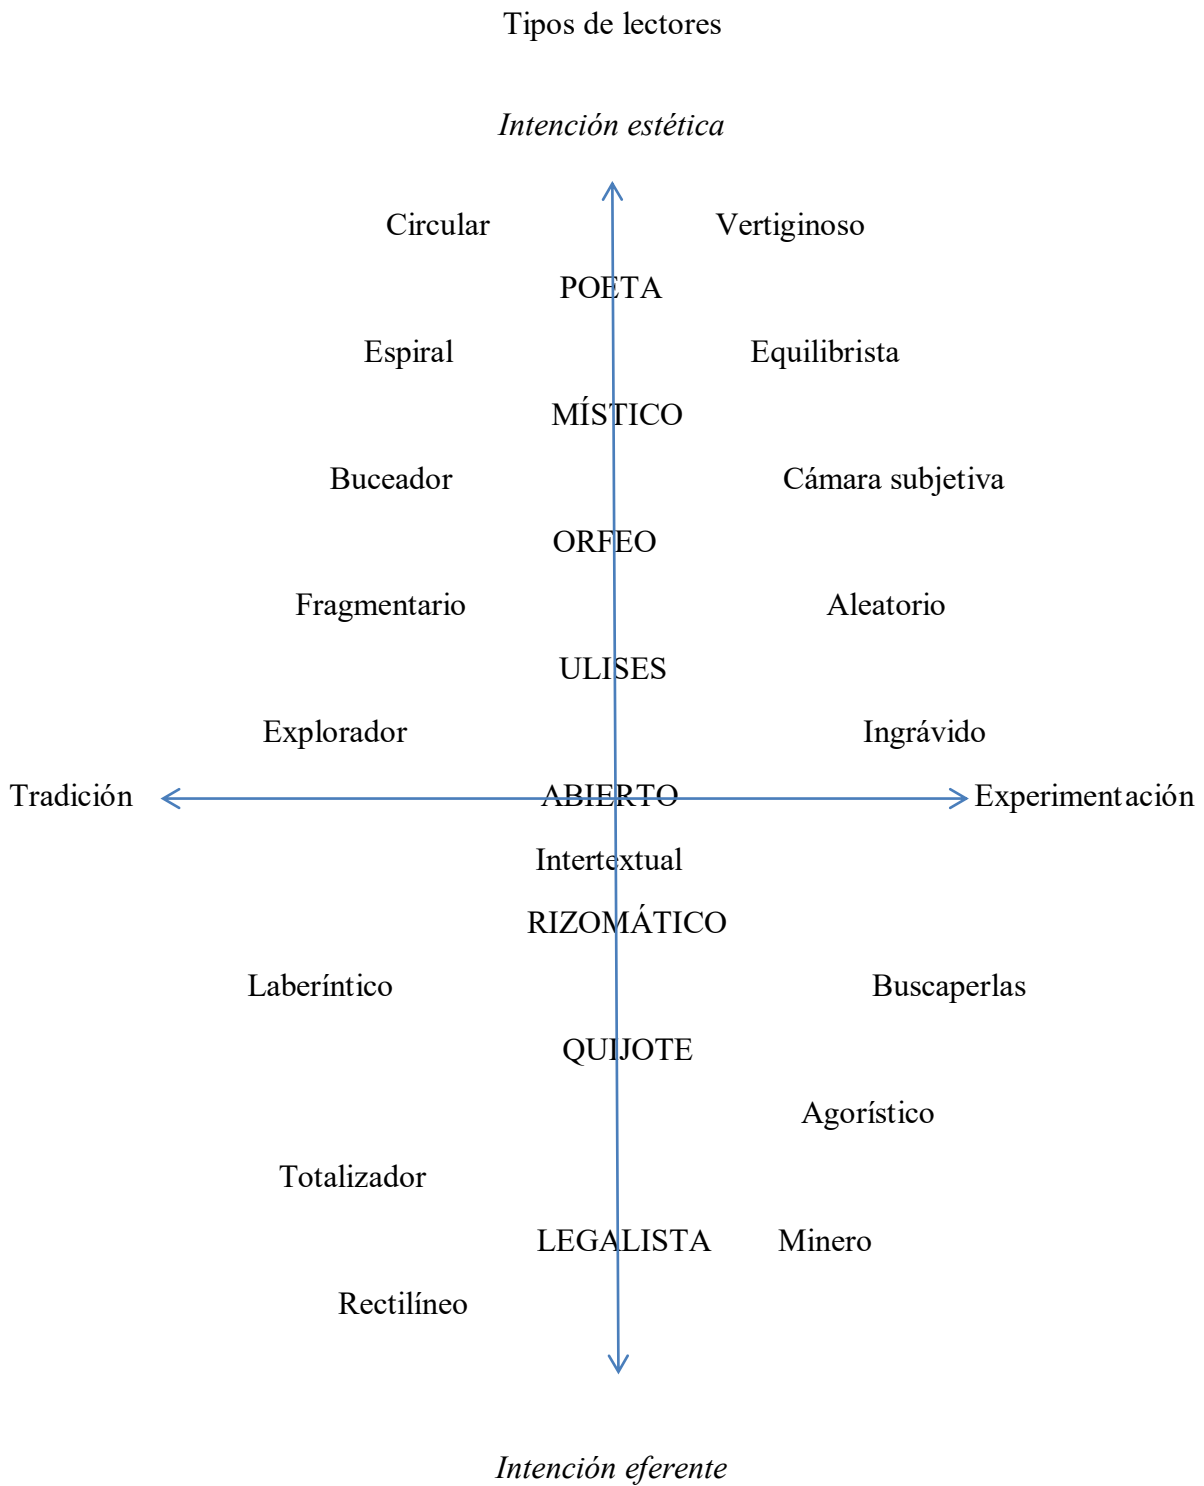 Tipos de lectores
Intención estética
Circular Vertiginoso
POETA
Espiral Equilibrista
MÍSTICO
Buceador Cámara subjetiva
ORFEO
Fragmentario Aleatorio
ULISES
Explorador Ingrávido
Tradición ABIERTO Experimentación
Intertextual
RIZOMÁTICO
Laberíntico Buscaperlas
QUIJOTE
Agorístico
Totalizador
LEGALISTA Minero
Rectilíneo
Intención eferente